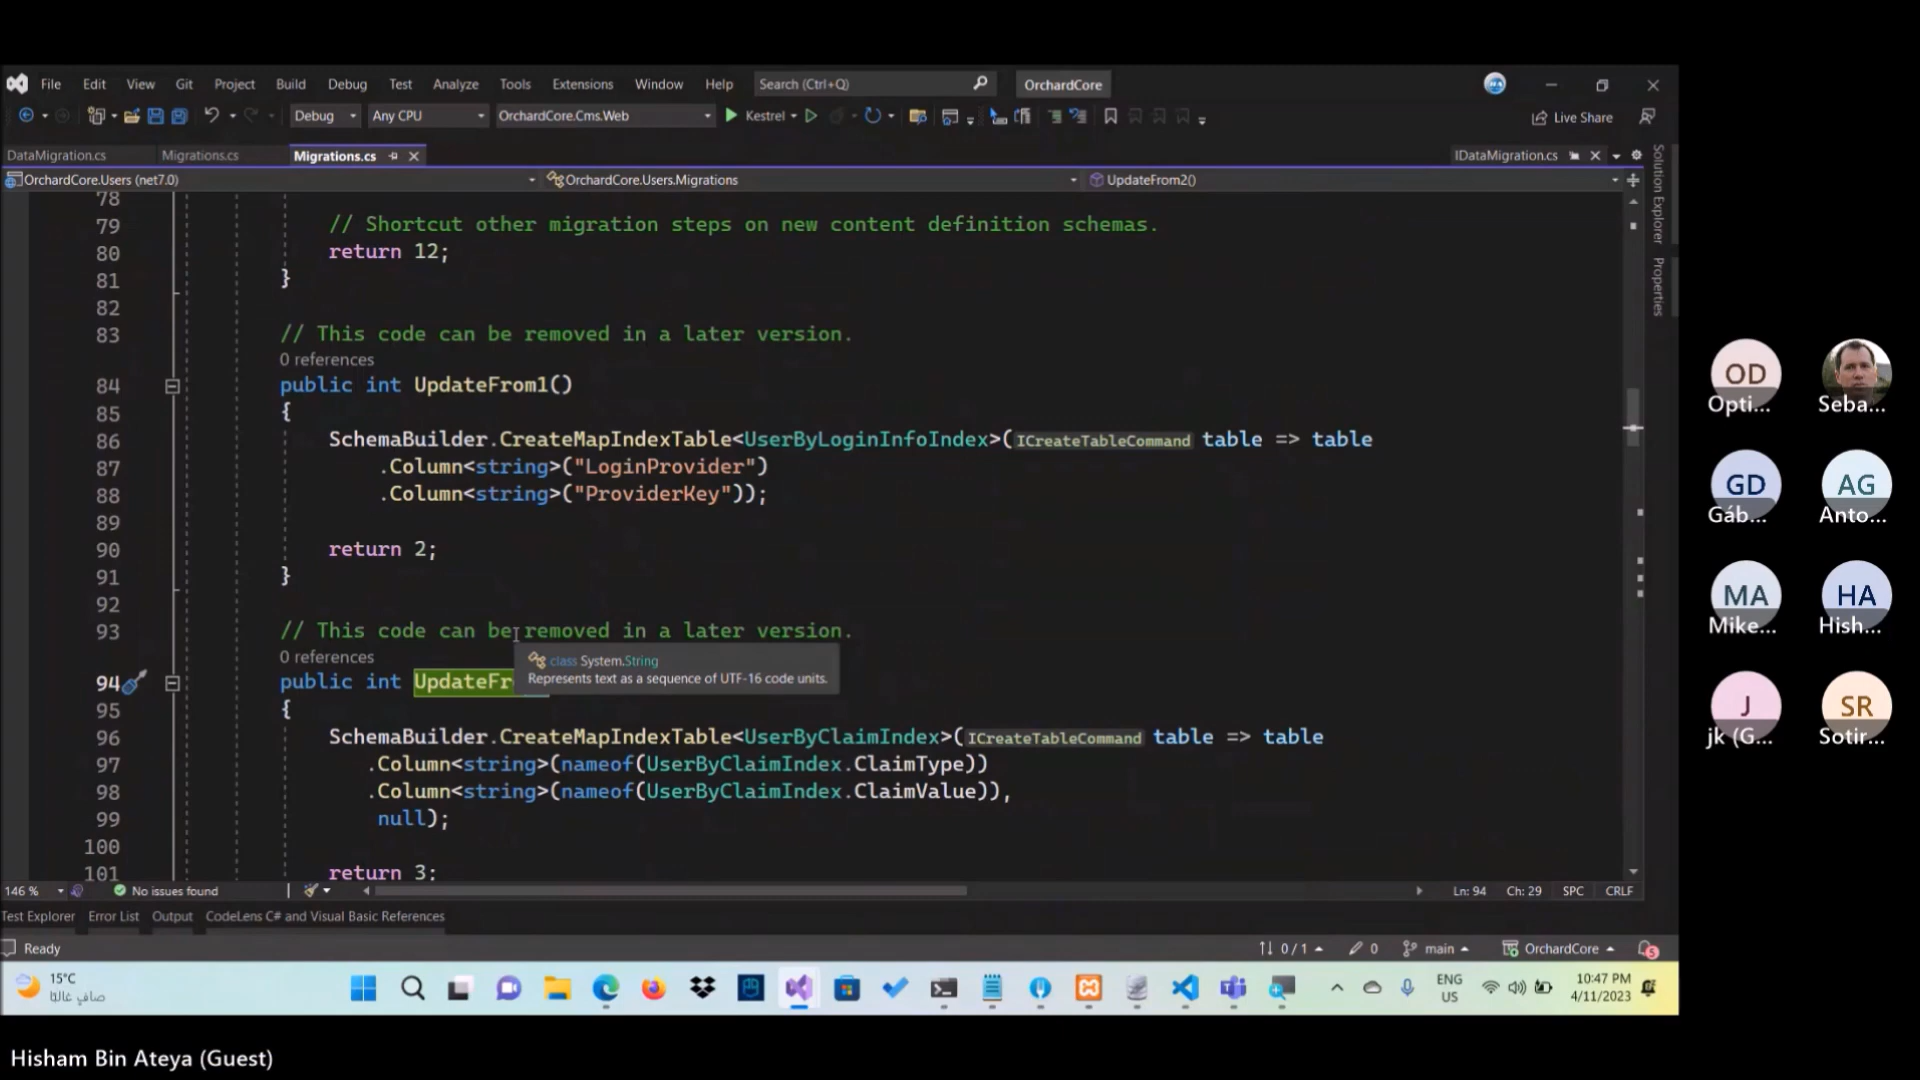 File Edit View Git Project Build Debug Test Analyze Tools Extensions Window Help Search (Ctrl+Q) OrchardCore
Debug Any CPU OrchardCore.Cms.Web Kestrel Live Share
DataMigration.cs Migrations.cs Migrations.cs IDataMigration.cs
OrchardCore.Users (net7.0) OrchardCore.Users.Migrations UpdateFrom2()
Solution Explorer
Properties
78
79 // Shortcut other migration steps on new content definition schemas.
80 return 12;
81 }
82
83 // This code can be removed in a later version.
0 references
84 public int UpdateFrom1()
85 {
86 SchemaBuilder.CreateMapIndexTable<UserByLoginInfoIndex>(ICreateTableCommand table => table
87 .Column<string>("LoginProvider")
88 .Column<string>("ProviderKey"));
89
90 return 2;
91 }
92
93 // This code can be removed in a later version.
0 references
class System.String
Represents text as a sequence of UTF-16 code units.
94 public int UpdateFr
95 {
96 SchemaBuilder.CreateMapIndexTable<UserByClaimIndex>(ICreateTableCommand table => table
97 .Column<string>(nameof(UserByClaimIndex.ClaimType))
98 .Column<string>(nameof(UserByClaimIndex.ClaimValue)),
99 null);
100
101 return 3;
146 % No issues found Ln: 94 Ch: 29 SPC CRLF
Test Explorer Error List Output CodeLens C# and Visual Basic References
Ready 0 / 1 0 main OrchardCore 5
15°C
صافٍ غالبًا
ENG
US
10:47 PM
4/11/2023
OD
Opti...
Seba...
GD
Gáb...
AG
Anto...
MA
Mike...
HA
Hish...
J
jk (G...
SR
Sotir...
Hisham Bin Ateya (Guest)